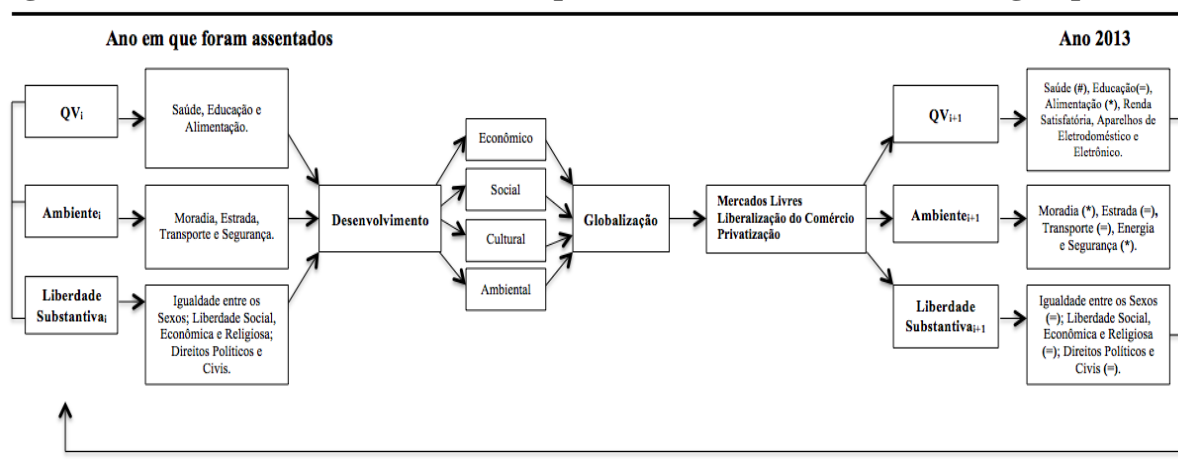 Ano em que foram assentados
Ano 2013
QVi
Saúde, Educação e
Alimentação.
Ambientei
Moradia, Estrada,
Transporte e Segurança.
Liberdade
Substantivai
Igualdade entre os
Sexos; Liberdade Social,
Econômica e Religiosa;
Direitos Políticos e
Civis.
Desenvolvimento
Econômico
Social
Cultural
Ambiental
Globalização
Mercados Livres
Liberalização do Comércio
Privatização
QVi+1
Saúde (#), Educação(=),
Alimentação (*), Renda
Satisfatória, Aparelhos de
Eletrodoméstico e
Eletrônico.
Ambientei+1
Moradia (*), Estrada (=),
Transporte (=), Energia
e Segurança (*).
Liberdade
Substantivai+1
Igualdade entre os Sexos
(=); Liberdade Social,
Econômica e Religiosa
(=); Direitos Políticos e
Civis (=).